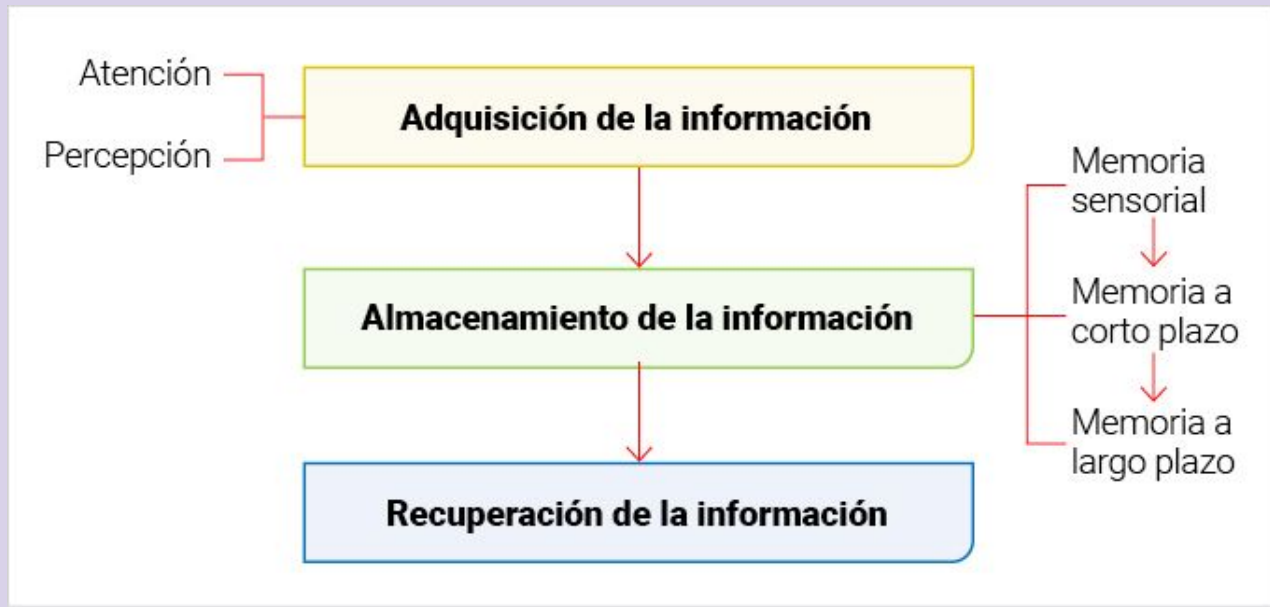 Atención
Percepción
Adquisición de la información
Almacenamiento de la información
Memoria
sensorial
Memoria a
corto plazo
Memoria a
largo plazo
Recuperación de la información